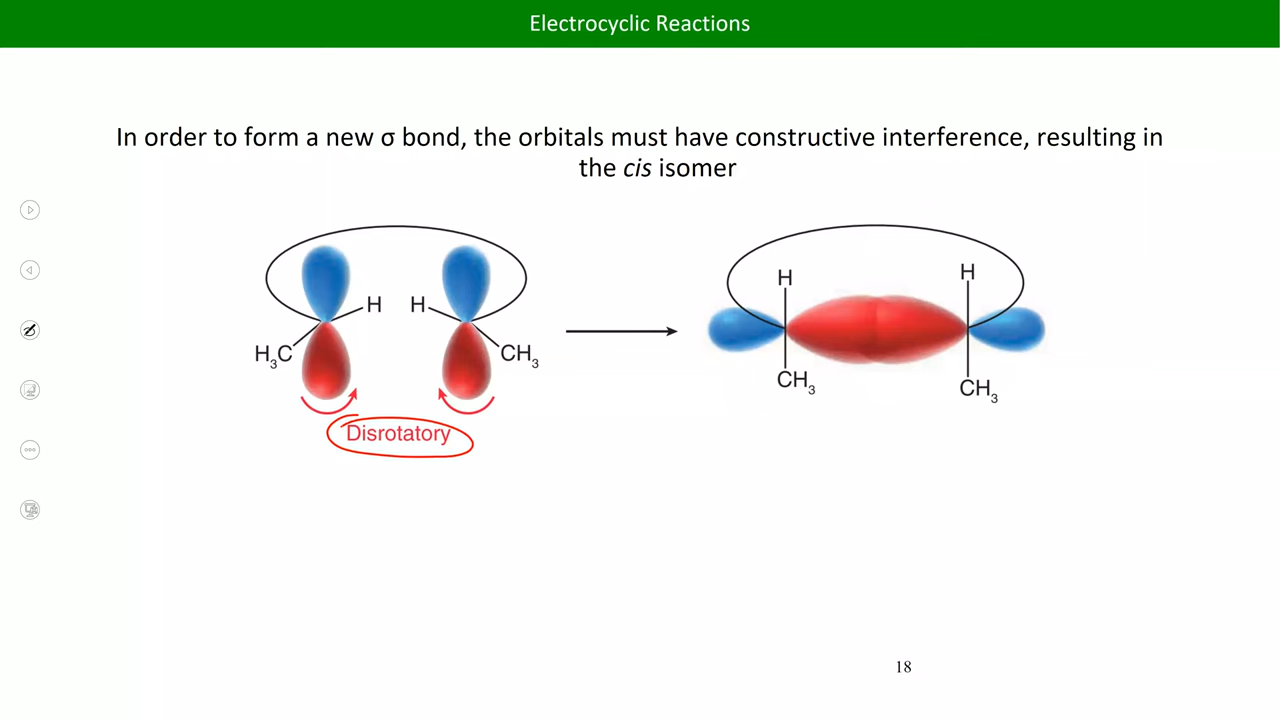 Electrocyclic Reactions
In order to form a new σ bond, the orbitals must have constructive interference, resulting in
the cis isomer
H H
H₃C CH₃
Disrotatory
H H
CH₃ CH₃
18